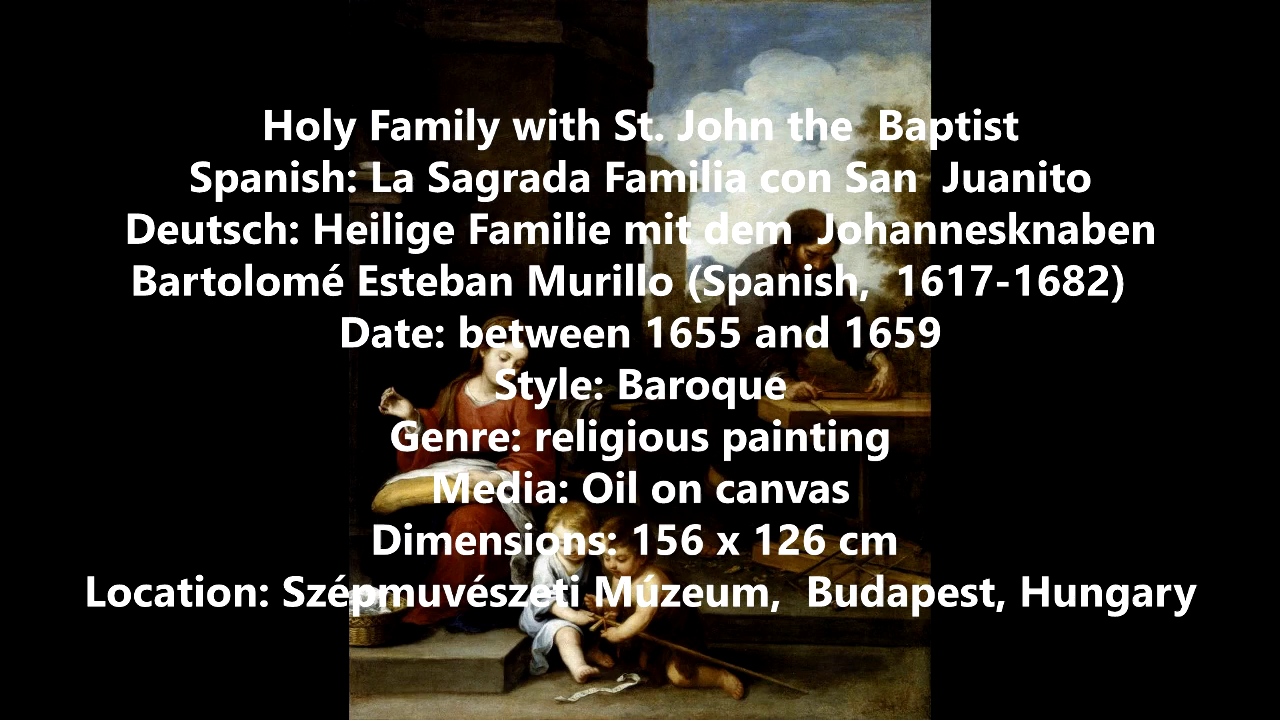 Holy Family with St. John the Baptist
Spanish: La Sagrada Familia con San Juanito
Deutsch: Heilige Familie mit dem Johannesknaben
Bartolomé Esteban Murillo (Spanish, 1617-1682)
Date: between 1655 and 1659
Style: Baroque
Genre: religious painting
Media: Oil on canvas
Dimensions: 156 x 126 cm
Location: Szépmuvészeti Múzeum, Budapest, Hungary